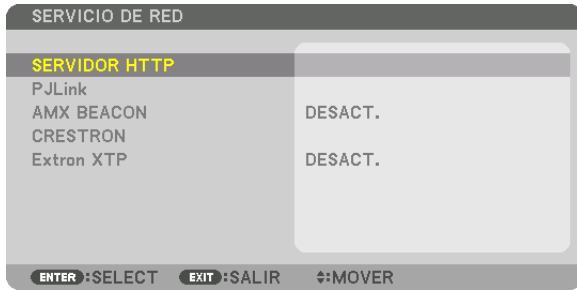 SERVICIO DE RED
SERVIDOR HTTP
PJLink
AMX BEACON DESACT.
CRESTRON
Extron XTP DESACT.
ENTER :SELECT EXIT :SALIR ◆:MOVER